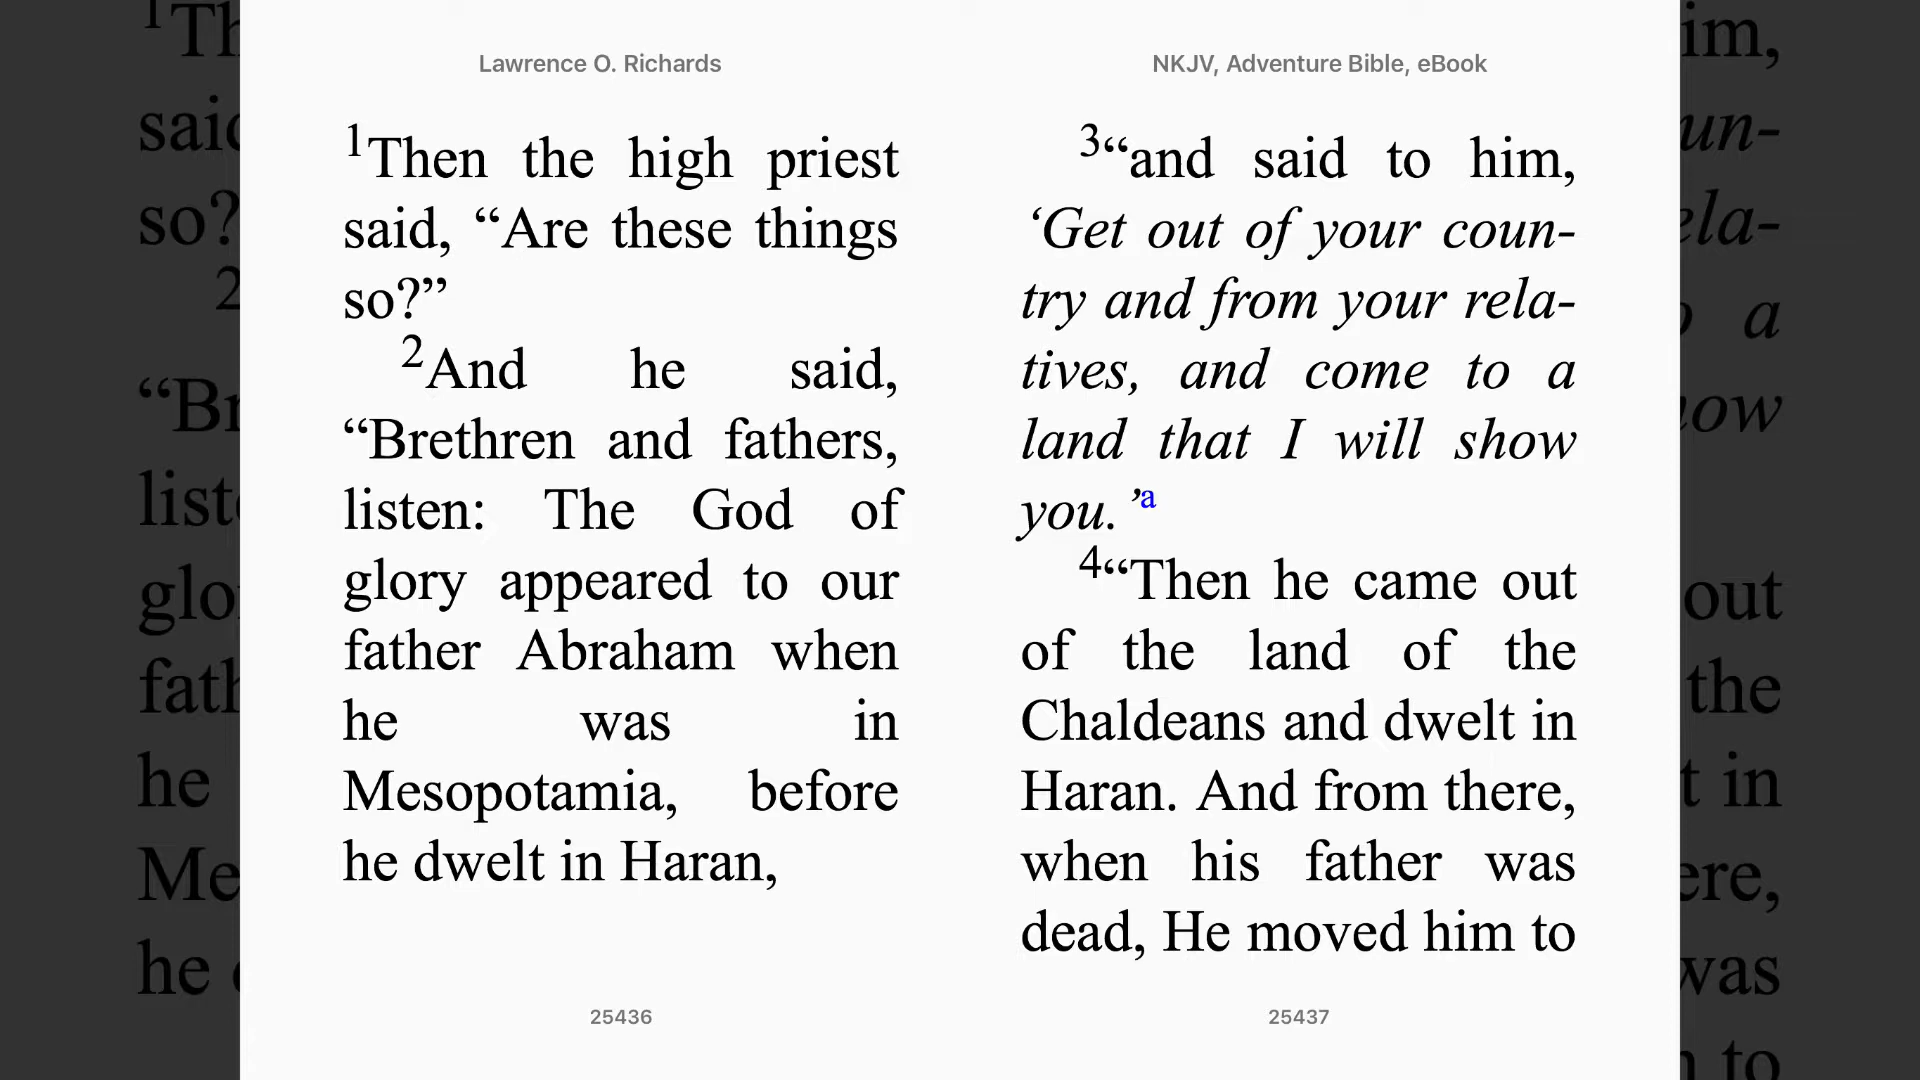 Lawrence O. Richards
1Then the high priest
said, “Are these things
so?”
2And he said,
“Brethren and fathers,
listen: The God of
glory appeared to our
father Abraham when
he was in
Mesopotamia, before
he dwelt in Haran,
25436
NKJV, Adventure Bible, eBook
3“and said to him,
‘Get out of your coun-
try and from your rela-
tives, and come to a
land that I will show
you.’a
4“Then he came out
of the land of the
Chaldeans and dwelt in
Haran. And from there,
when his father was
dead, He moved him to
25437